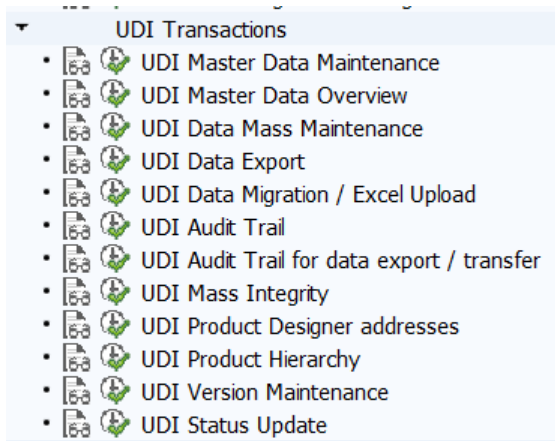 UDI Transactions
UDI Master Data Maintenance
UDI Master Data Overview
UDI Data Mass Maintenance
UDI Data Export
UDI Data Migration / Excel Upload
UDI Audit Trail
UDI Audit Trail for data export / transfer
UDI Mass Integrity
UDI Product Designer addresses
UDI Product Hierarchy
UDI Version Maintenance
UDI Status Update